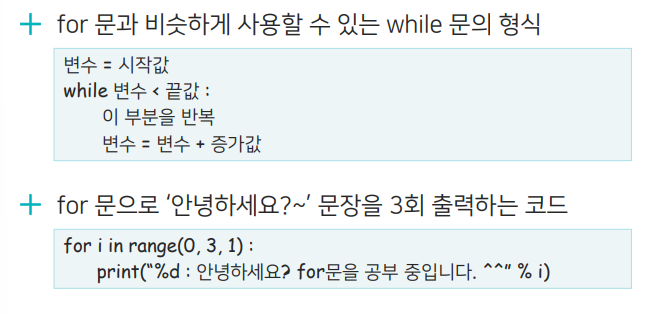 + for 문과 비슷하게 사용할 수 있는 while 문의 형식
변수 = 시작값
while 변수 < 끝값 :
이 부분을 반복
변수 = 변수 + 증가값
+ for 문으로 ‘안녕하세요?~’ 문장을 3회 출력하는 코드
for i in range(0, 3, 1) :
print(“%d : 안녕하세요? for문을 공부 중입니다. ^^” % i)